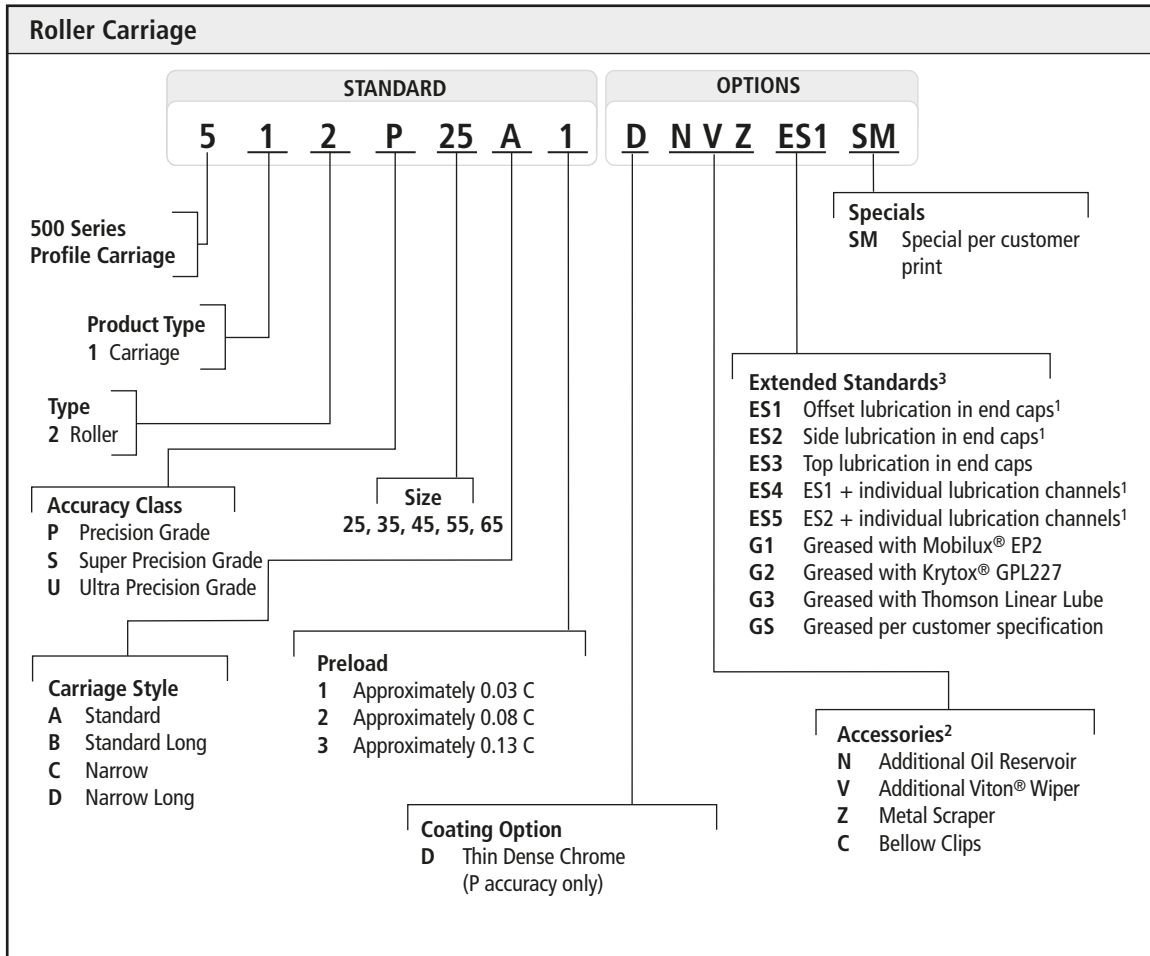 Roller Carriage
STANDARD
OPTIONS
5 1 2 P 25 A 1 D N V Z ES1 SM
500 Series
Profile Carriage
Product Type
1 Carriage
Type
2 Roller
Accuracy Class
P Precision Grade
S Super Precision Grade
U Ultra Precision Grade
Size
25, 35, 45, 55, 65
Carriage Style
A Standard
B Standard Long
C Narrow
D Narrow Long
Preload
1 Approximately 0.03 C
2 Approximately 0.08 C
3 Approximately 0.13 C
Coating Option
D Thin Dense Chrome
(P accuracy only)
Specials
SM Special per customer
print
Extended Standards³
ES1 Offset lubrication in end caps¹
ES2 Side lubrication in end caps¹
ES3 Top lubrication in end caps
ES4 ES1 + individual lubrication channels¹
ES5 ES2 + individual lubrication channels¹
G1 Greased with Mobilux® EP2
G2 Greased with Krytox® GPL227
G3 Greased with Thomson Linear Lube
GS Greased per customer specification
Accessories²
N Additional Oil Reservoir
V Additional Viton® Wiper
Z Metal Scraper
C Bellow Clips